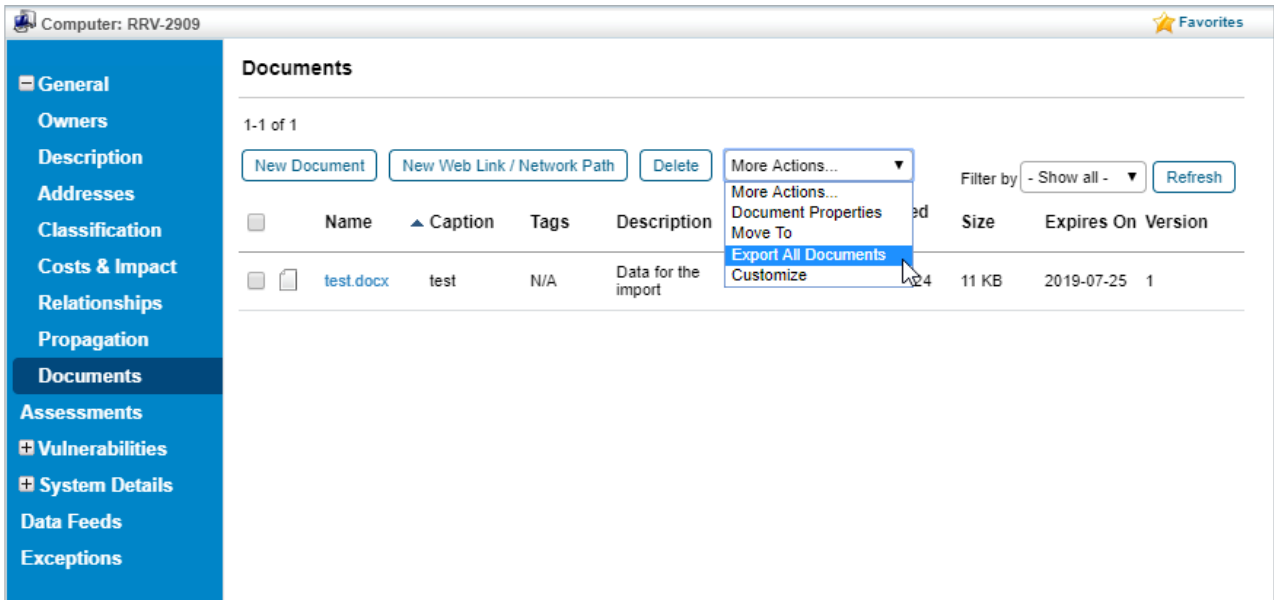 Computer: RRV-2909
Favorites
General
Owners
Description
Addresses
Classification
Costs & Impact
Relationships
Propagation
Documents
Assessments
Vulnerabilities
System Details
Data Feeds
Exceptions
Documents
1-1 of 1
New Document New Web Link / Network Path Delete More Actions... Filter by - Show all - Refresh
More Actions...
Document Properties
Move To
Export All Documents
Customize
Name Caption Tags Description Size Expires On Version
test.docx test N/A Data for the
import 11 KB 2019-07-25 1